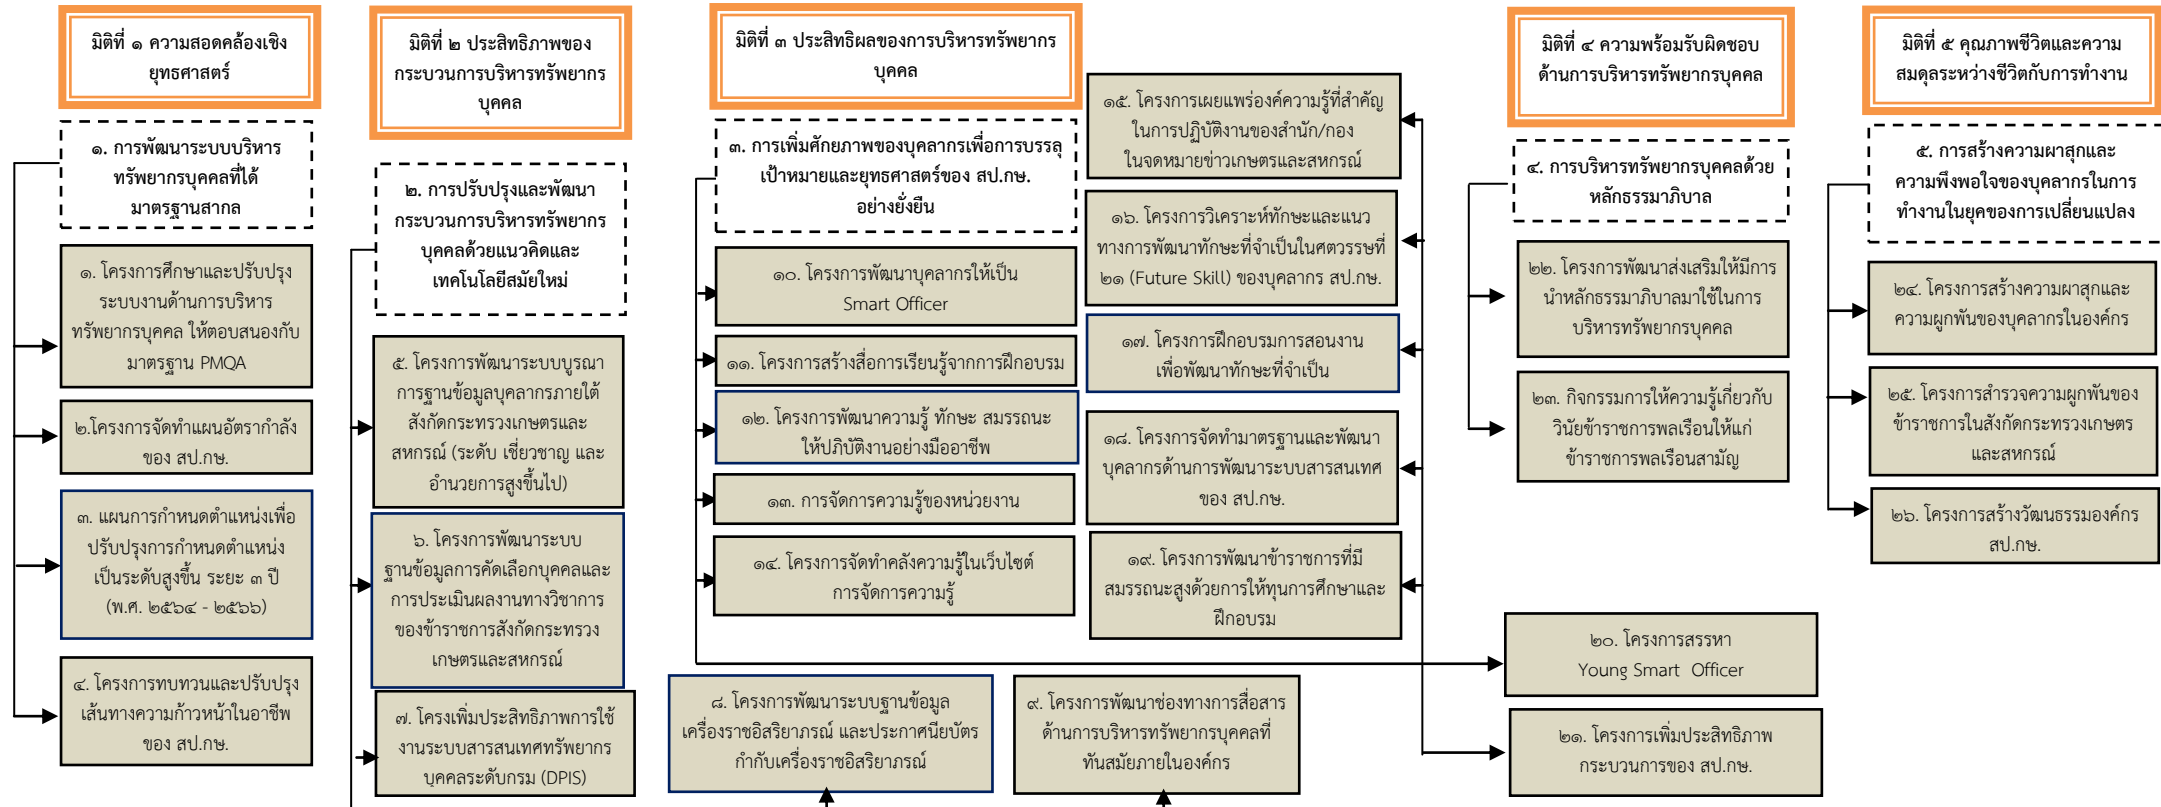 มิติที่ ๑ ความสอดคล้องเชิง
ยุทธศาสตร์
๑. การพัฒนาระบบบริหาร
ทรัพยากรบุคคลที่ได้
มาตรฐานสากล
๑. โครงการศึกษาและปรับปรุง
ระบบงานด้านการบริหาร
ทรัพยากรบุคคล ให้ตอบสนองกับ
มาตรฐาน PMQA
๒.โครงการจัดทำแผนอัตรากำลัง
ของ สป.กษ.
๓. แผนการกำหนดตำแหน่งเพื่อ
ปรับปรุงการกำหนดตำแหน่ง
เป็นระดับสูงขึ้น ระยะ ๓ ปี
(พ.ศ. ๒๕๖๔ - ๒๕๖๖)
๔. โครงการทบทวนและปรับปรุง
เส้นทางความก้าวหน้าในอาชีพ
ของ สป.กษ.
มิติที่ ๒ ประสิทธิภาพของ
กระบวนการบริหารทรัพยากร
บุคคล
๒. การปรับปรุงและพัฒนา
กระบวนการบริหารทรัพยากร
บุคคลด้วยแนวคิดและ
เทคโนโลยีสมัยใหม่
๕. โครงการพัฒนาระบบบูรณา
การฐานข้อมูลบุคลากรภายใต้
สังกัดกระทรวงเกษตรและ
สหกรณ์ (ระดับ เชี่ยวชาญ และ
อำนวยการสูงขึ้นไป)
๖. โครงการพัฒนาระบบ
ฐานข้อมูลการคัดเลือกบุคคลและ
การประเมินผลงานทางวิชาการ
ของข้าราชการสังกัดกระทรวง
เกษตรและสหกรณ์
๗. โครงเพิ่มประสิทธิภาพการใช้
งานระบบสารสนเทศทรัพยากร
บุคคลระดับกรม (DPIS)
๘. โครงการพัฒนาระบบฐานข้อมูล
เครื่องราชอิสริยาภรณ์ และประกาศนียบัตร
กำกับเครื่องราชอิสริยาภรณ์
๙. โครงการพัฒนาช่องทางการสื่อสาร
ด้านการบริหารทรัพยากรบุคคลที่
ทันสมัยภายในองค์กร
มิติที่ ๓ ประสิทธิผลของการบริหารทรัพยากร
บุคคล
๓. การเพิ่มศักยภาพของบุคลากรเพื่อการบรรลุ
เป้าหมายและยุทธศาสตร์ของ สป.กษ.
อย่างยั่งยืน
๑๐. โครงการพัฒนาบุคลากรให้เป็น
Smart Officer
๑๑. โครงการสร้างสื่อการเรียนรู้จากการฝึกอบรม
๑๒. โครงการพัฒนาความรู้ ทักษะ สมรรถนะ
ให้ปฏิบัติงานอย่างมืออาชีพ
๑๓. การจัดการความรู้ของหน่วยงาน
๑๔. โครงการจัดทำคลังความรู้ในเว็บไซต์
การจัดการความรู้
๑๕. โครงการเผยแพร่องค์ความรู้ที่สำคัญ
ในการปฏิบัติงานของสำนัก/กอง
ในจดหมายข่าวเกษตรและสหกรณ์
๑๖. โครงการวิเคราะห์ทักษะและแนว
ทางการพัฒนาทักษะที่จำเป็นในศตวรรษที่
๒๑ (Future Skill) ของบุคลากร สป.กษ.
๑๗. โครงการฝึกอบรมการสอนงาน
เพื่อพัฒนาทักษะที่จำเป็น
๑๘. โครงการจัดทำมาตรฐานและพัฒนา
บุคลากรด้านการพัฒนาระบบสารสนเทศ
ของ สป.กษ.
๑๙. โครงการพัฒนาข้าราชการที่มี
สมรรถนะสูงด้วยการให้ทุนการศึกษาและ
ฝึกอบรม
๒๐. โครงการสรรหา
Young Smart Officer
๒๑. โครงการเพิ่มประสิทธิภาพ
กระบวนการของ สป.กษ.
มิติที่ ๔ ความพร้อมรับผิดชอบ
ด้านการบริหารทรัพยากรบุคคล
๔. การบริหารทรัพยากรบุคคลด้วย
หลักธรรมาภิบาล
๒๒. โครงการพัฒนาส่งเสริมให้มีการ
นำหลักธรรมาภิบาลมาใช้ในการ
บริหารทรัพยากรบุคคล
๒๓. กิจกรรมการให้ความรู้เกี่ยวกับ
วินัยข้าราชการพลเรือนให้แก่
ข้าราชการพลเรือนสามัญ
มิติที่ ๕ คุณภาพชีวิตและความ
สมดุลระหว่างชีวิตกับการทำงาน
๕. การสร้างความผาสุกและ
ความพึงพอใจของบุคลากรในการ
ทำงานในยุคของการเปลี่ยนแปลง
๒๔. โครงการสร้างความผาสุกและ
ความผูกพันของบุคลากรในองค์กร
๒๕. โครงการสำรวจความผูกพันของ
ข้าราชการในสังกัดกระทรวงเกษตร
และสหกรณ์
๒๖. โครงการสร้างวัฒนธรรมองค์กร
สป.กษ.